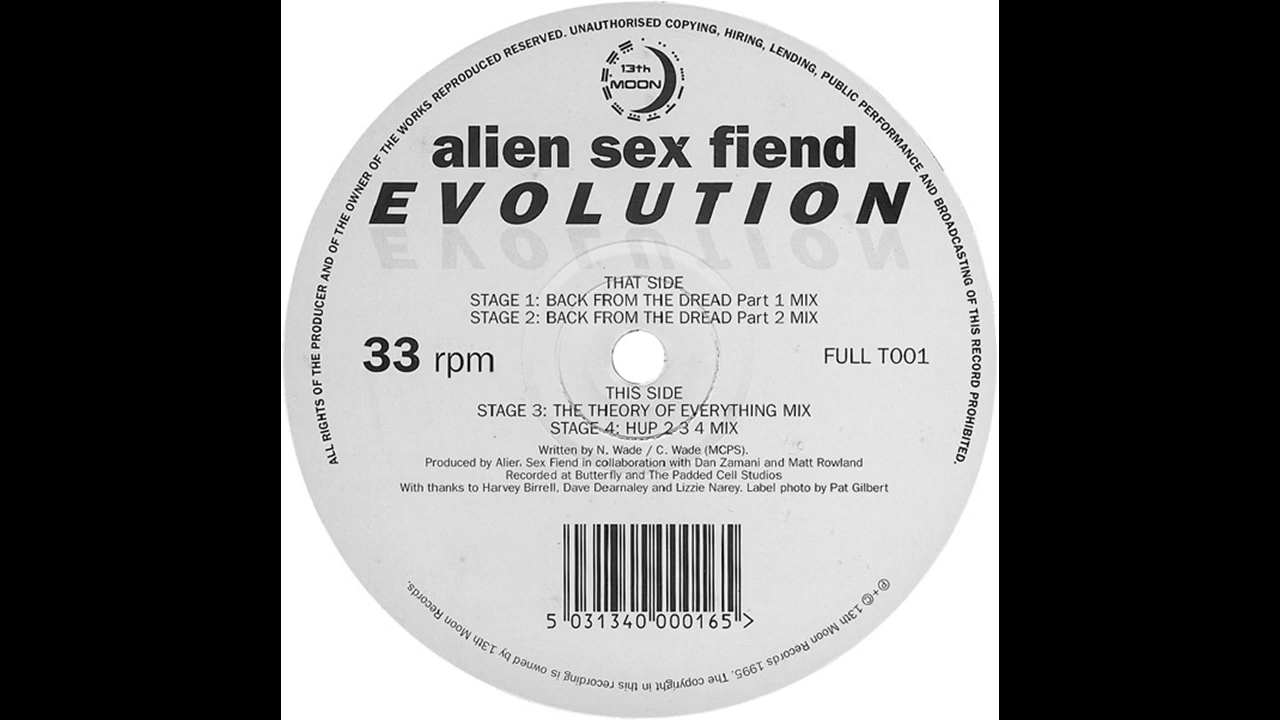 ALL RIGHTS OF THE PRODUCER AND OF THE OWNER OF THE WORKS REPRODUCED RESERVED. UNAUTHORISED COPYING, HIRING, LENDING, PUBLIC PERFORMANCE AND BROADCASTING OF THIS RECORD PROHIBITED.
13th
MOON
alien sex fiend
EVOLUTION
EVOLUTION
THAT SIDE
STAGE 1: BACK FROM THE DREAD Part 1 MIX
STAGE 2: BACK FROM THE DREAD Part 2 MIX
33 rpm
FULL T001
THIS SIDE
STAGE 3: THE THEORY OF EVERYTHING MIX
STAGE 4: HUP 2 3 4 MIX
Written by N. Wade / C. Wade (MCPS).
Produced by Alien Sex Fiend in collaboration with Dan Zamani and Matt Rowland
Recorded at Butterfly and The Padded Cell Studios
With thanks to Harvey Birrell, Dave Dearnaley and Lizzie Narey. Label photo by Pat Gilbert
5 031340 000165 >
℗+© 13th Moon Records 1995. The copyright in this recording is owned by 13th Moon Records.